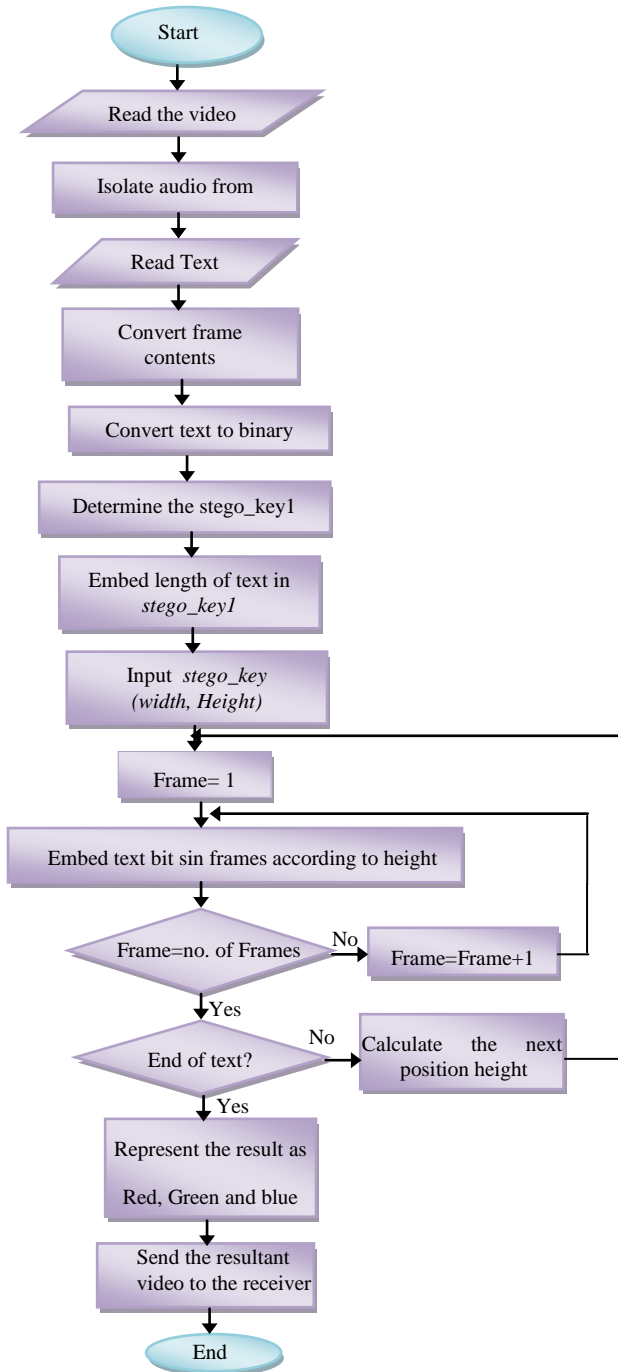 Start
Read the video
Isolate audio from
Read Text
Convert frame
contents
Convert text to binary
Determine the stego_key1
Embed length of text in
stego_key1
Input stego_key
(width, Height)
Frame= 1
Embed text bit sin frames according to height
Frame=no. of Frames
No
Frame=Frame+1
Yes
End of text?
No
Calculate the next
position height
Yes
Represent the result as
Red, Green and blue
Send the resultant
video to the receiver
End